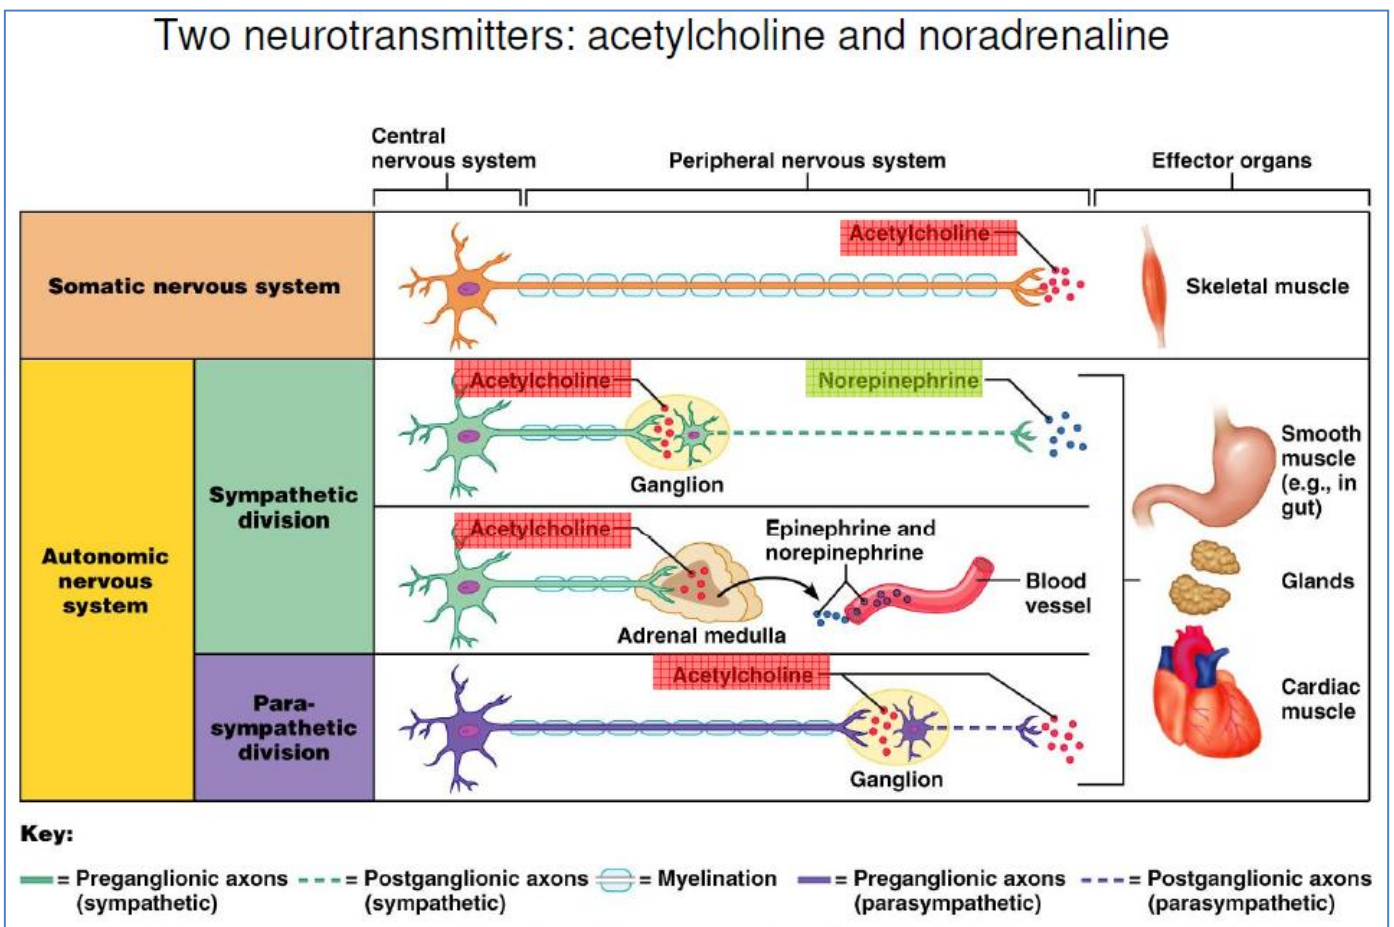 Two neurotransmitters: acetylcholine and noradrenaline
Central
nervous system
Peripheral nervous system
Effector organs
Somatic nervous system
Acetylcholine
Skeletal muscle
Autonomic
nervous
system
Sympathetic
division
Acetylcholine
Norepinephrine
Ganglion
Acetylcholine
Epinephrine and
norepinephrine
Blood
vessel
Adrenal medulla
Para-
sympathetic
division
Acetylcholine
Ganglion
Smooth
muscle
(e.g., in
gut)
Glands
Cardiac
muscle
Key:
= Preganglionic axons
(sympathetic)
= Postganglionic axons
(sympathetic)
= Myelination
= Preganglionic axons
(parasympathetic)
= Postganglionic axons
(parasympathetic)